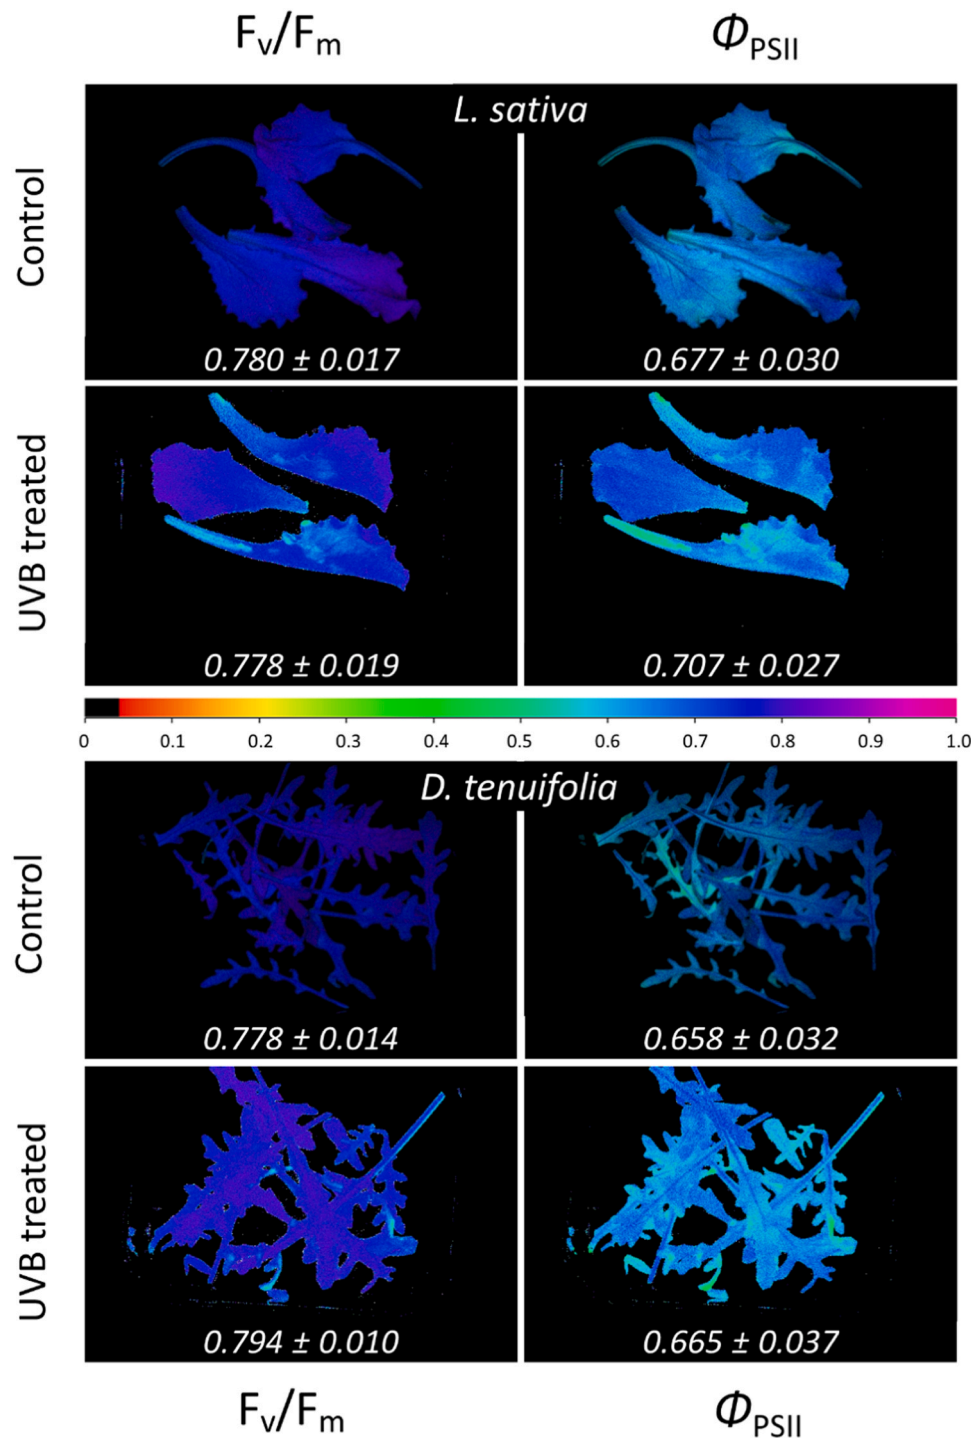 Fv/Fm ΦPSII
L. sativa
Control
0.780 ± 0.017 0.677 ± 0.030
UVB treated
0.778 ± 0.019 0.707 ± 0.027
0 0.1 0.2 0.3 0.4 0.5 0.6 0.7 0.8 0.9 1.0
D. tenuifolia
Control
0.778 ± 0.014 0.658 ± 0.032
UVB treated
0.794 ± 0.010 0.665 ± 0.037
Fv/Fm ΦPSII